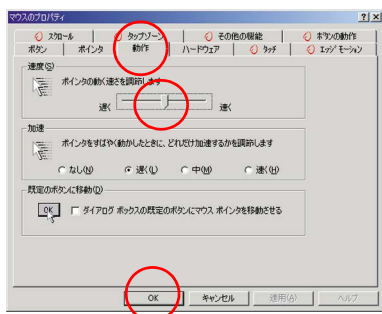 マウスのプロパティ
スクロール タップゾーン その他の機能 ボタンの動作
ボタン ポインタ 動作 ハードウェア タッチ エッジ モーション
速度(S)
ポインタの動く速さを調節します
遅く 速く
加速
ポインタをすばやく動かしたときに、どれだけ加速するかを調節します
なし(N) 遅く(L) 中(M) 速く(H)
既定のボタンに移動(D)
OK ダイアログ ボックスの既定のボタンにマウス ポインタを移動させる
OK キャンセル 適用(A) ヘルプ